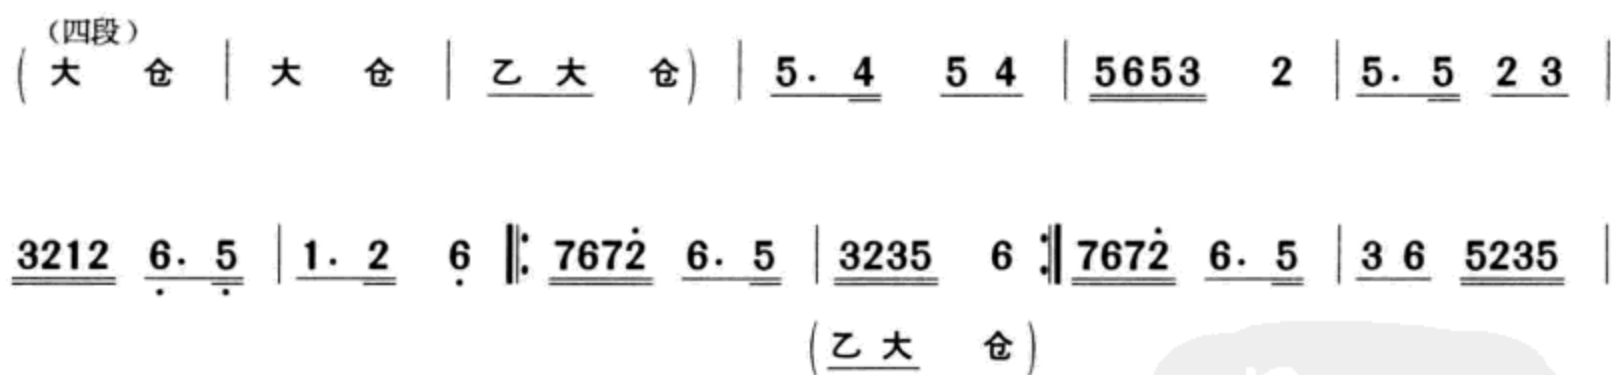 （四段）
( 大 仓 | 大 仓 | 乙 大 仓 ) | 5. 4 5 4 | 5653 2 | 5. 5 2 3 |
3212 6̣. 5̣ | 1. 2 6̣ ‖: 7672̇ 6. 5 | 3235 6 :‖ 7672̇ 6. 5 | 3 6 5235 |
( 乙 大 仓 )